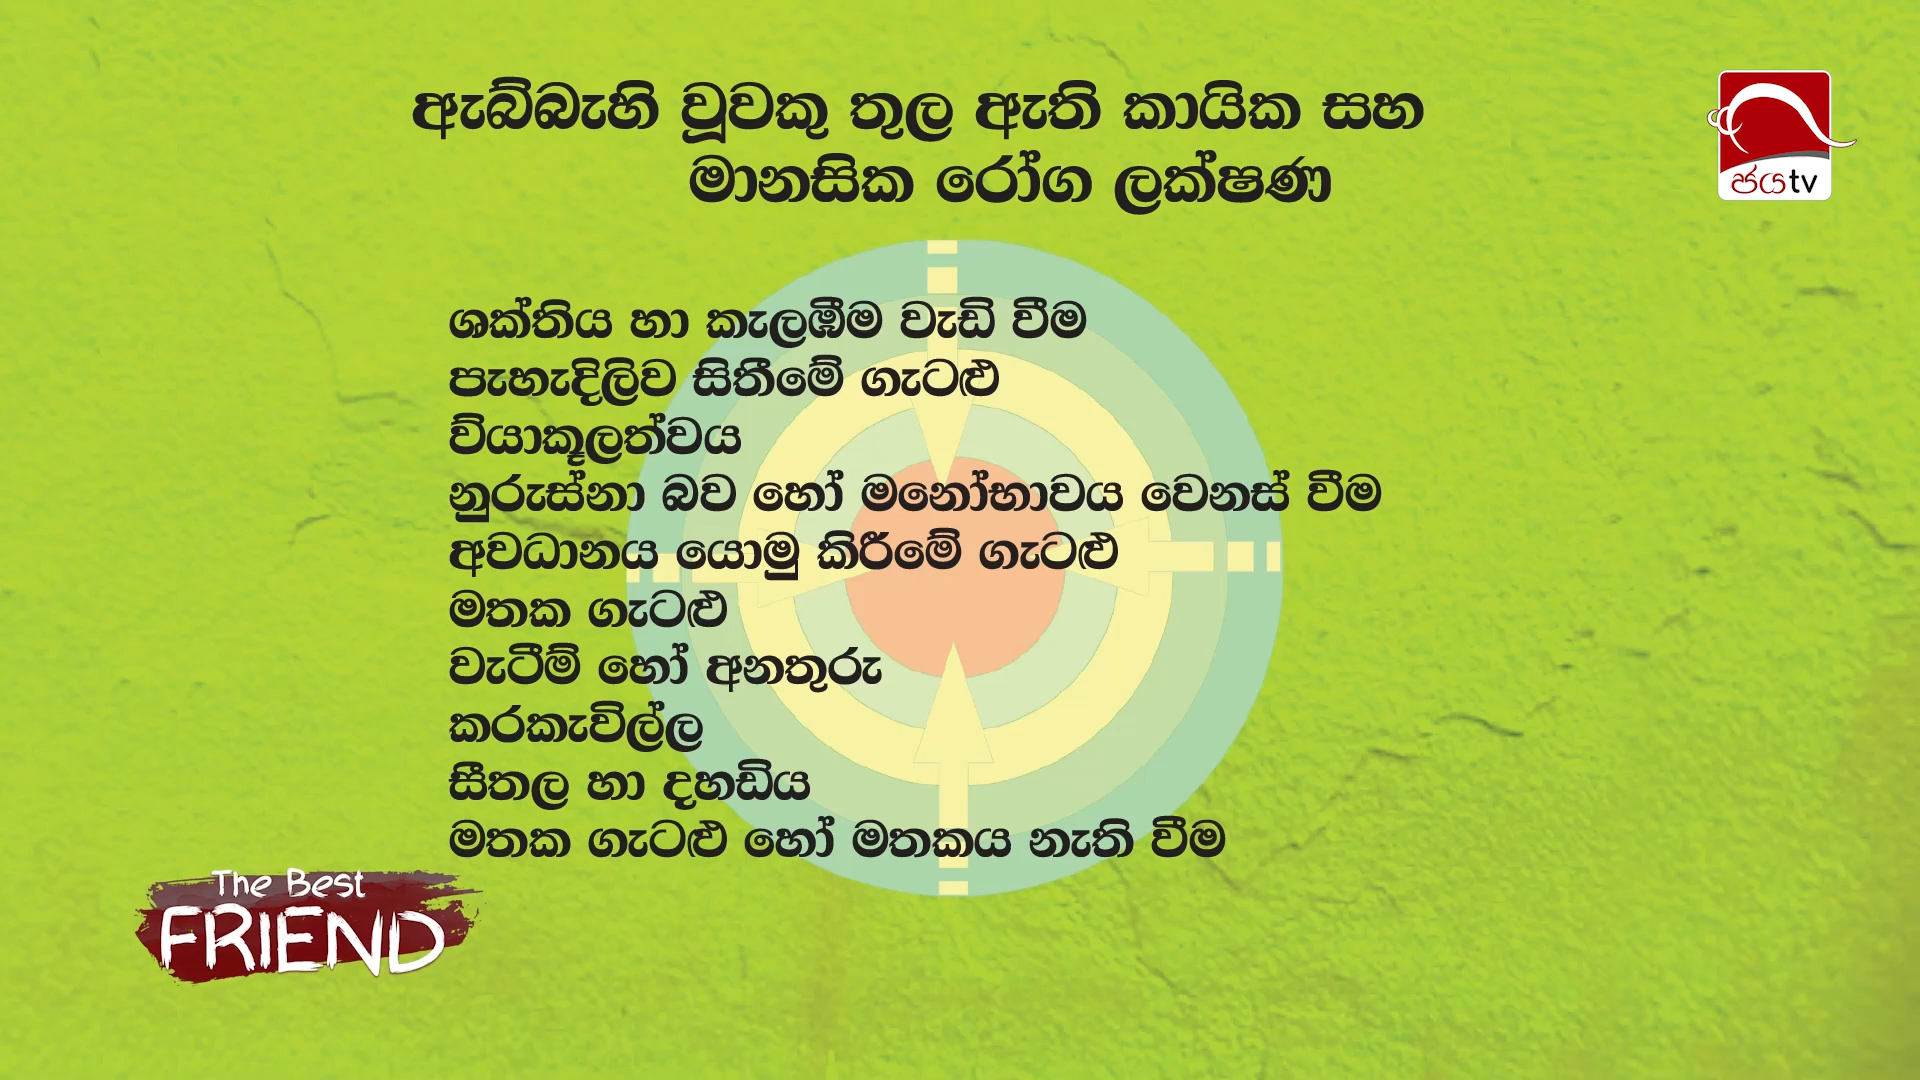 ඇබ්බැහි වූවකු තුල ඇති කායික සහ
මානසික රෝග ලක්ෂණ
ජයtv
ශක්තිය හා කැලඹීම වැඩි වීම
පැහැදිලිව සිතීමේ ගැටළු
ව්යාකූලත්වය
නුරුස්නා බව හෝ මනෝභාවය වෙනස් වීම
අවධානය යොමු කිරීමේ ගැටළු
මතක ගැටළු
වැටීම් හෝ අනතුරු
කරකැවිල්ල
සීතල හා දහඩිය
මතක ගැටළු හෝ මතකය නැති වීම
The Best
FRIEND